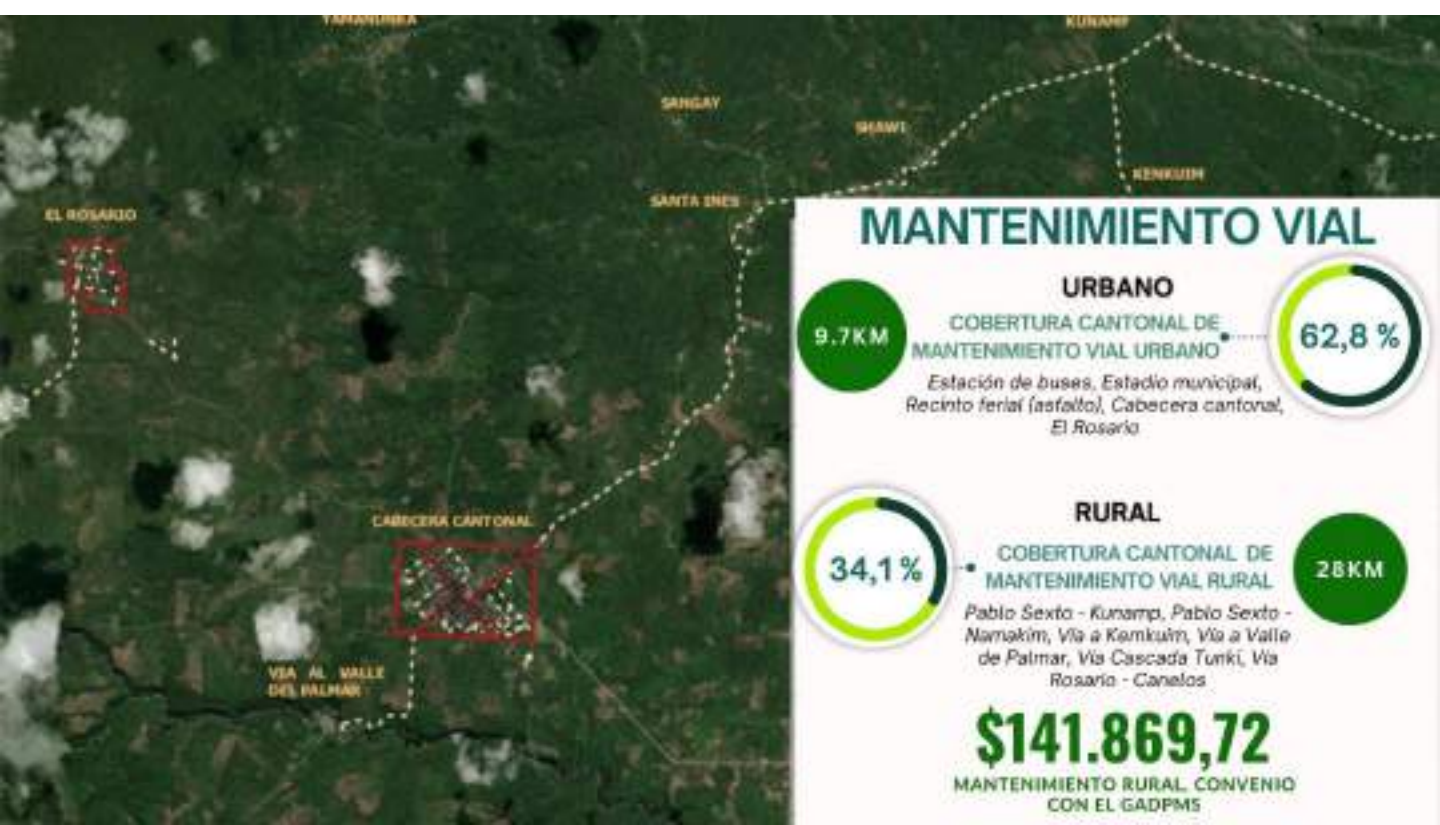 KUNAMP
SANGAY
SHAWI
KENKUIM
SANTA INES
EL ROSARIO
CABECERA CANTONAL
VIA AL VALLE
DEL PALMAR
MANTENIMIENTO VIAL
URBANO
9.7KM
COBERTURA CANTONAL DE
MANTENIMIENTO VIAL URBANO
62,8 %
Estación de buses, Estadio municipal,
Recinto ferial (asfalto), Cabecera cantonal,
El Rosario
RURAL
34,1 %
COBERTURA CANTONAL DE
MANTENIMIENTO VIAL RURAL
28KM
Pablo Sexto - Kunamp, Pablo Sexto -
Namakim, Vía a Kemkuim, Vía a Valle
de Palmar, Vía Cascada Tunki, Vía
Rosario - Canelos
$141.869,72
MANTENIMIENTO RURAL, CONVENIO
CON EL GADPMS